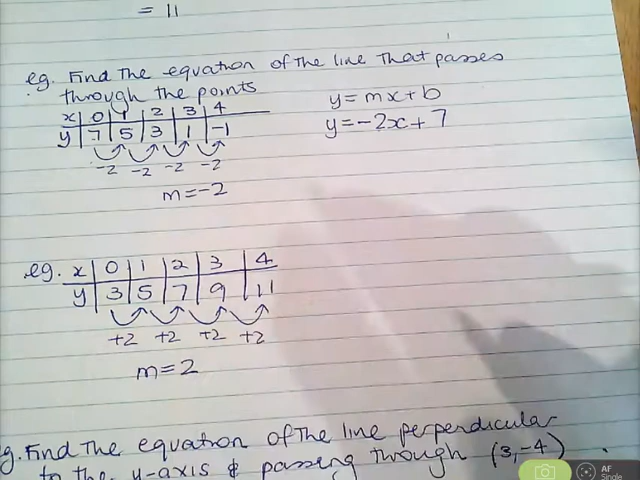 = 11
eg. Find the equation of the line that passes
through the points
x 0 1 2 3 4
y 7 5 3 1 -1
-2 -2 -2 -2
m = -2
y = mx + b
y = -2x + 7
eg. x 0 1 2 3 4
y 3 5 7 9 11
+2 +2 +2 +2
m = 2
g. Find the equation of the line perpendicular
to the y-axis & passing through (3, -4)
AF
Single